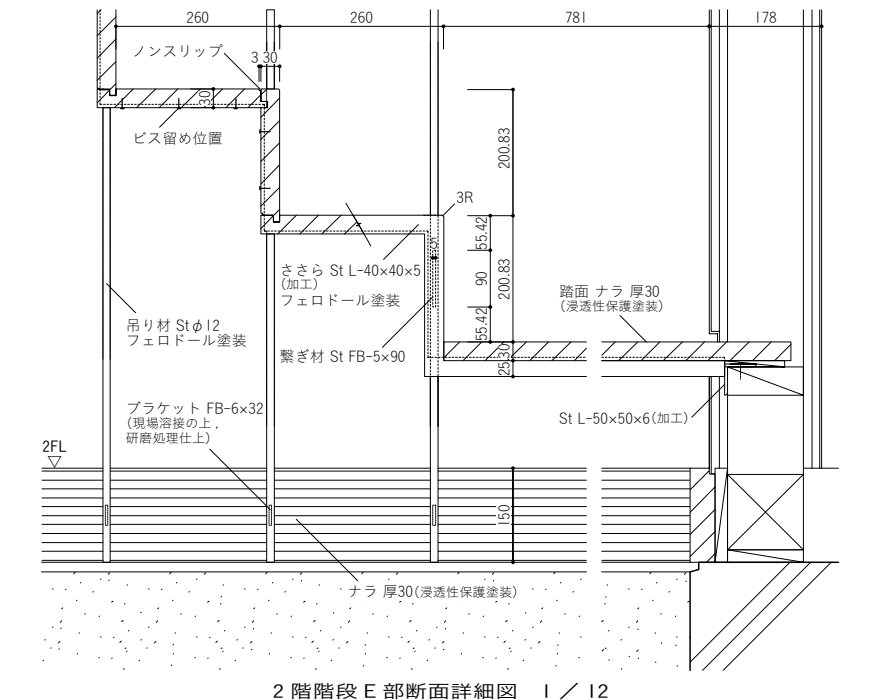 260
260
781
178
ノンスリップ
3 30
30
ビス留め位置
200.83
3R
55.42
90
200.83
55.42
25 30
5
ささら St L-40×40×5
(加工)
フェロドール塗装
踏面 ナラ 厚30
(浸透性保護塗装)
吊り材 Stφ12
フェロドール塗装
繋ぎ材 St FB-5×90
ブラケット FB-6×32
(現場溶接の上,
研磨処理仕上)
St L-50×50×6(加工)
2FL
150
ナラ 厚30(浸透性保護塗装)
2階階段E部断面詳細図 1/12